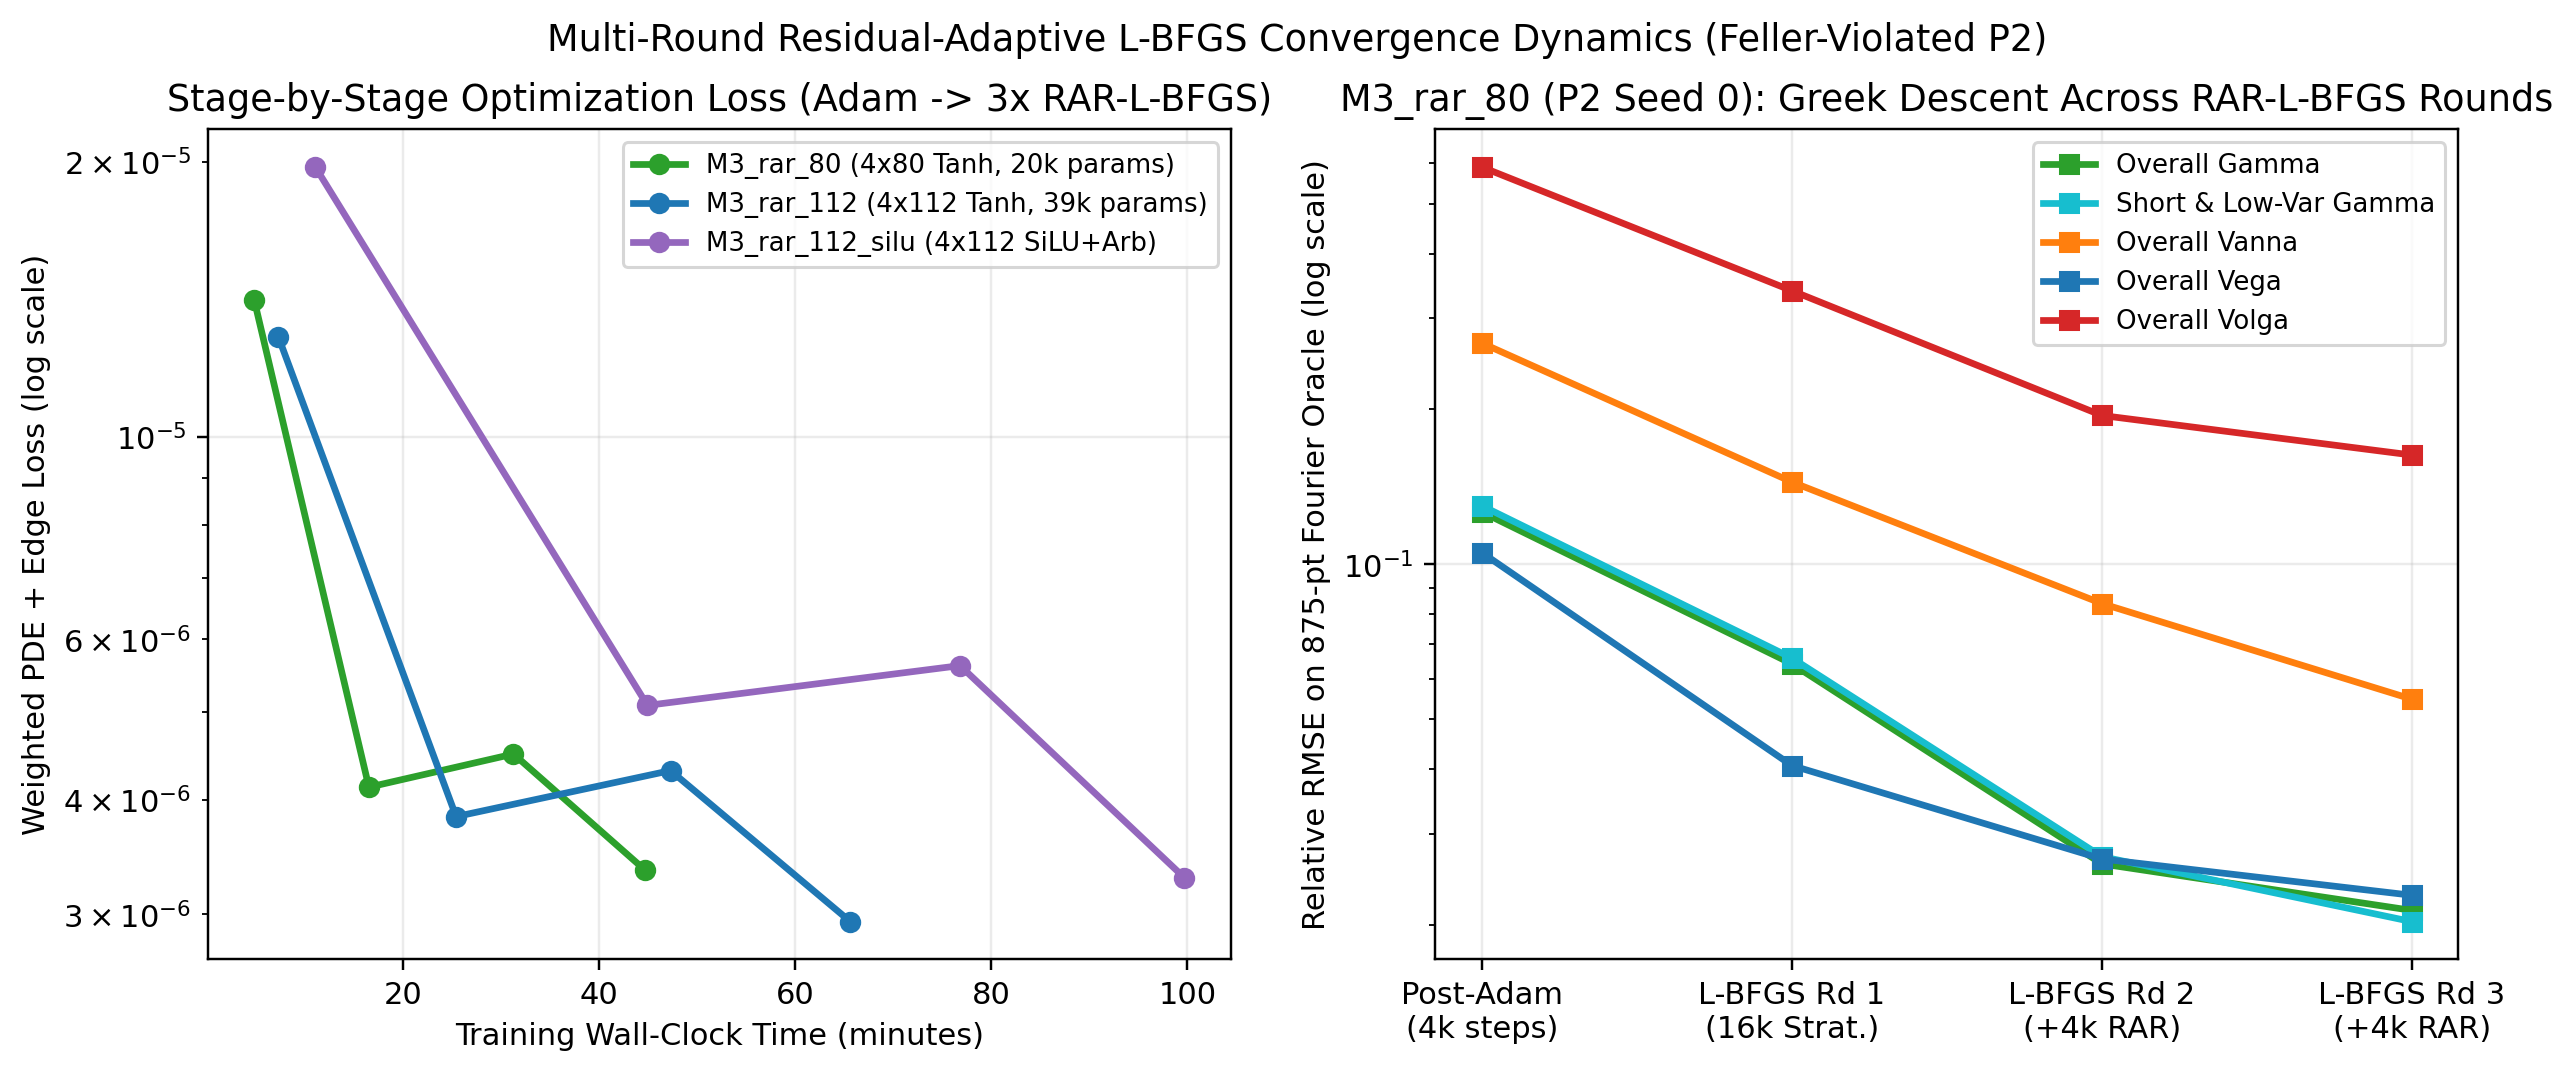 Multi-Round Residual-Adaptive L-BFGS Convergence Dynamics (Feller-Violated P2)
Stage-by-Stage Optimization Loss (Adam -> 3x RAR-L-BFGS)
Weighted PDE + Edge Loss (log scale)
2 × 10⁻⁵
10⁻⁵
6 × 10⁻⁶
4 × 10⁻⁶
3 × 10⁻⁶
M3_rar_80 (4x80 Tanh, 20k params)
M3_rar_112 (4x112 Tanh, 39k params)
M3_rar_112_silu (4x112 SiLU+Arb)
20 40 60 80 100
Training Wall-Clock Time (minutes)
M3_rar_80 (P2 Seed 0): Greek Descent Across RAR-L-BFGS Rounds
Relative RMSE on 875-pt Fourier Oracle (log scale)
10⁻¹
Overall Gamma
Short & Low-Var Gamma
Overall Vanna
Overall Vega
Overall Volga
Post-Adam L-BFGS Rd 1 L-BFGS Rd 2 L-BFGS Rd 3
(4k steps) (16k Strat.) (+4k RAR) (+4k RAR)